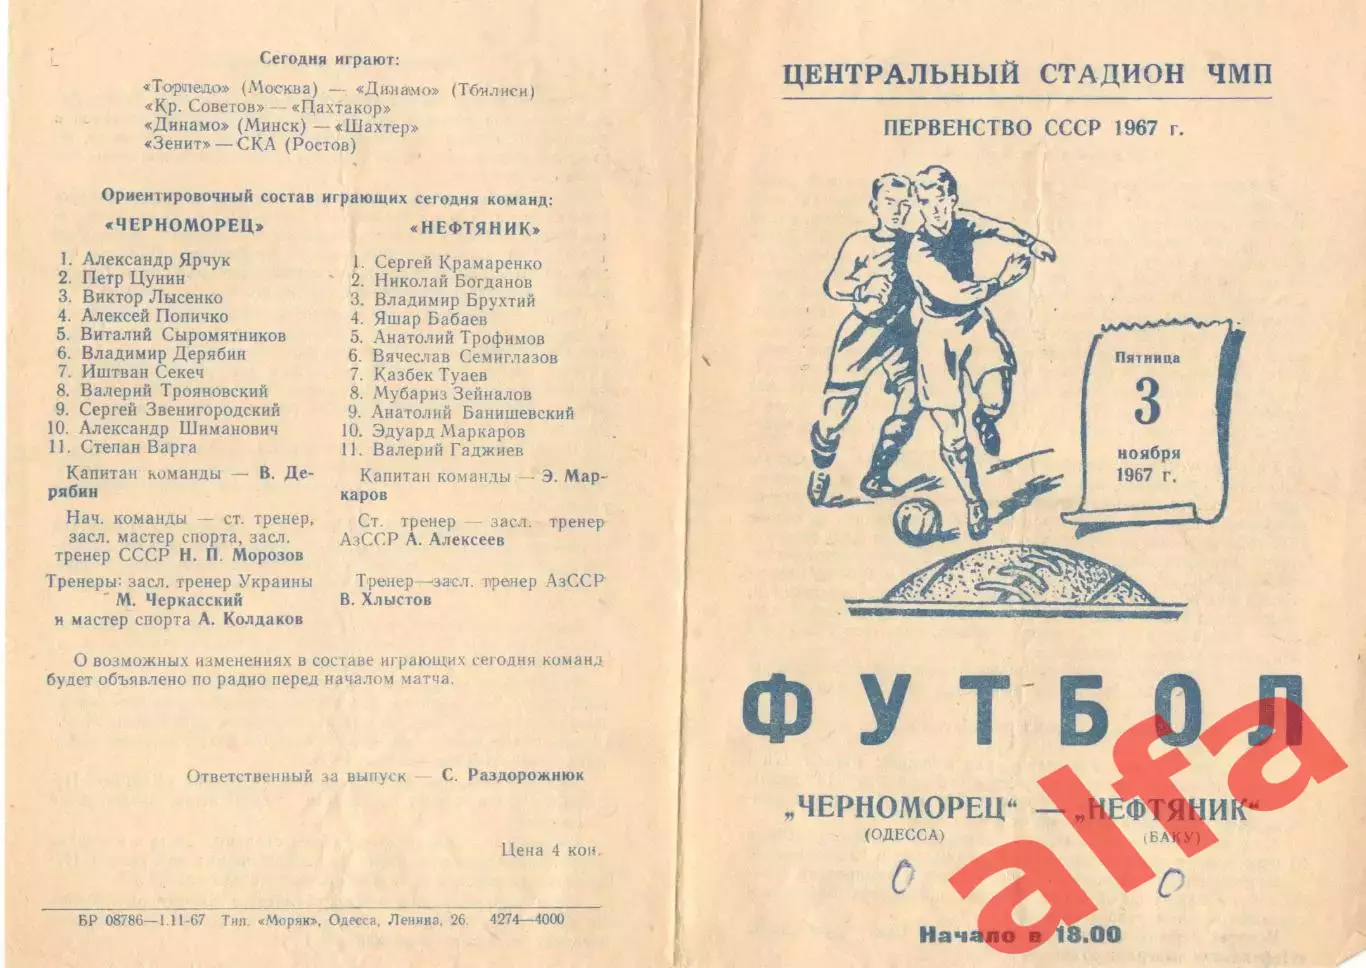 Сегодня играют:
«Торпедо» (Москва) — «Динамо» (Тбилиси)
«Кр. Советов» — «Пахтакор»
«Динамо» (Минск) — «Шахтер»
«Зенит» — СКА (Ростов)
Ориентировочный состав играющих сегодня команд:
«ЧЕРНОМОРЕЦ»
1. Александр Ярчук
2. Петр Цунин
3. Виктор Лысенко
4. Алексей Попичко
5. Виталий Сыромятников
6. Владимир Дерябин
7. Иштван Секеч
8. Валерий Трояновский
9. Сергей Звенигородский
10. Александр Шиманович
11. Степан Варга
Капитан команды — В. Де-
рябин
Нач. команды — ст. тренер,
засл. мастер спорта, засл.
тренер СССР Н. П. Морозов
Тренеры: засл. тренер Украины
М. Черкасский
и мастер спорта А. Колдаков
«НЕФТЯНИК»
1. Сергей Крамаренко
2. Николай Богданов
3. Владимир Брухтий
4. Яшар Бабаев
5. Анатолий Трофимов
6. Вячеслав Семиглазов
7. Казбек Туаев
8. Мубариз Зейналов
9. Анатолий Банишевский
10. Эдуард Маркаров
11. Валерий Гаджиев
Капитан команды — Э. Мар-
каров
Ст. тренер — засл. тренер
АзССР А. Алексеев
Тренер—засл. тренер АзССР
В. Хлыстов
О возможных изменениях в составе играющих сегодня команд
будет объявлено по радио перед началом матча.
Ответственный за выпуск — С. Раздорожнюк
Цена 4 коп.
БР 08786—1.11-67 Тип. «Моряк», Одесса, Ленина, 26. 4274—4000
ЦЕНТРАЛЬНЫЙ СТАДИОН ЧМП
ПЕРВЕНСТВО СССР 1967 г.
Пятница
3
ноября
1967 г.
ФУТБОЛ
„ЧЕРНОМОРЕЦ“ — „НЕФТЯНИК“
(ОДЕССА) (БАКУ)
0 0
Начало в 18.00
alfa